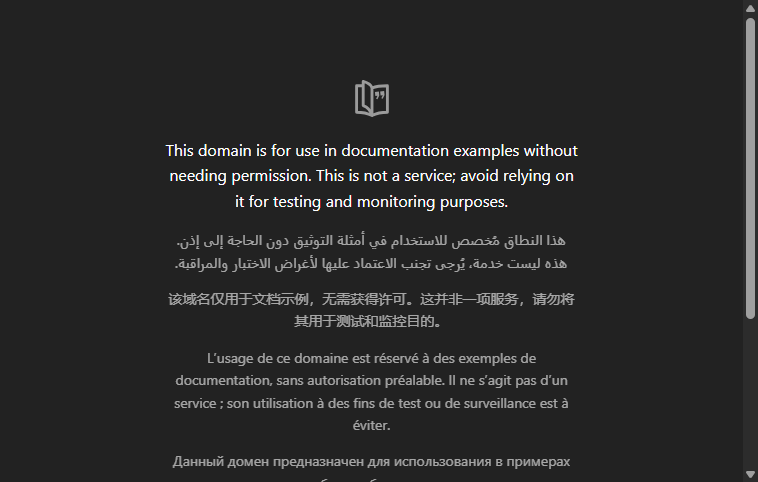 This domain is for use in documentation examples without
needing permission. This is not a service; avoid relying on
it for testing and monitoring purposes.
هذا النطاق مُخصص للاستخدام في أمثلة التوثيق دون الحاجة إلى إذن.
هذه ليست خدمة، يُرجى تجنب الاعتماد عليها لأغراض الاختبار والمراقبة.
该域名仅用于文档示例，无需获得许可。这并非一项服务，请勿将
其用于测试和监控目的。
L'usage de ce domaine est réservé à des exemples de
documentation, sans autorisation préalable. Il ne s’agit pas d’un
service ; son utilisation à des fins de test ou de surveillance est à
éviter.
Данный домен предназначен для использования в примерах